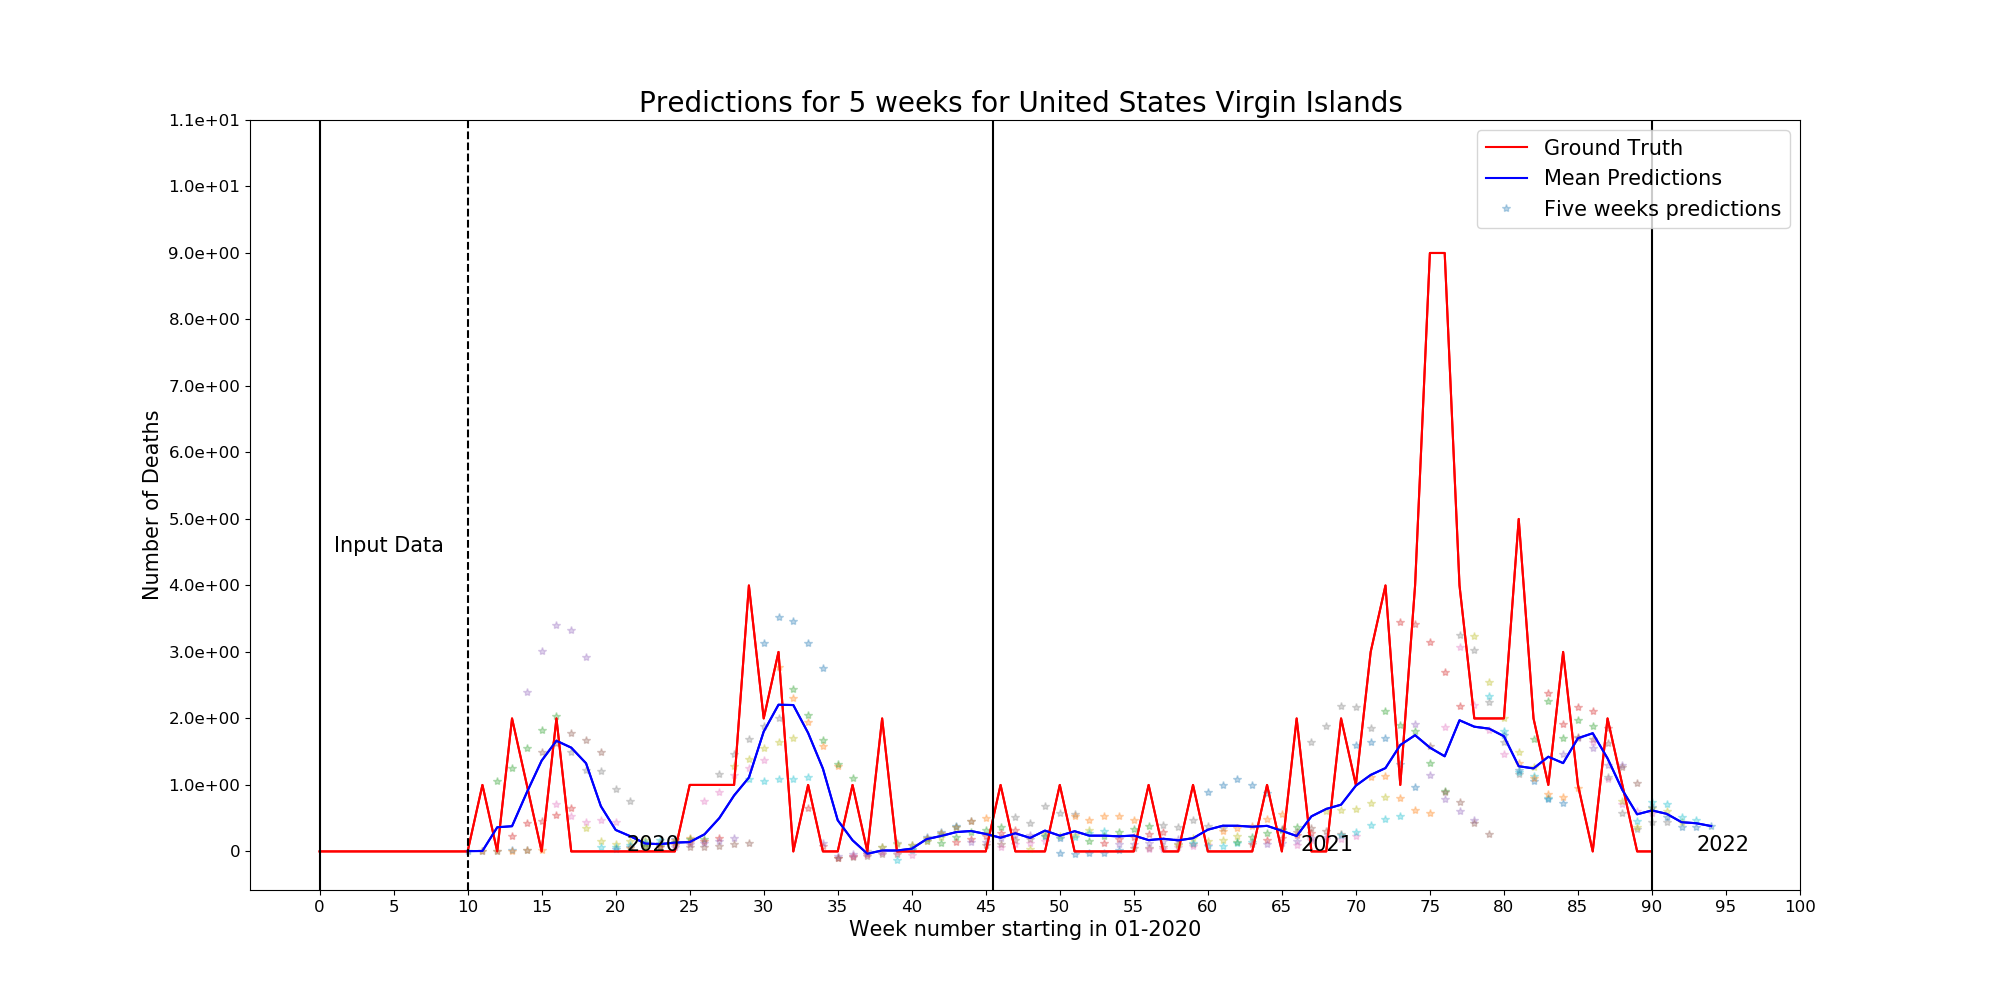 Predictions for 5 weeks for United States Virgin Islands
1.1e+01
1.0e+01
9.0e+00
8.0e+00
7.0e+00
6.0e+00
5.0e+00
4.0e+00
3.0e+00
2.0e+00
1.0e+00
0
Number of Deaths
Ground Truth
Mean Predictions
Five weeks predictions
Input Data
2020
2021
2022
0 5 10 15 20 25 30 35 40 45 50 55 60 65 70 75 80 85 90 95 100
Week number starting in 01-2020